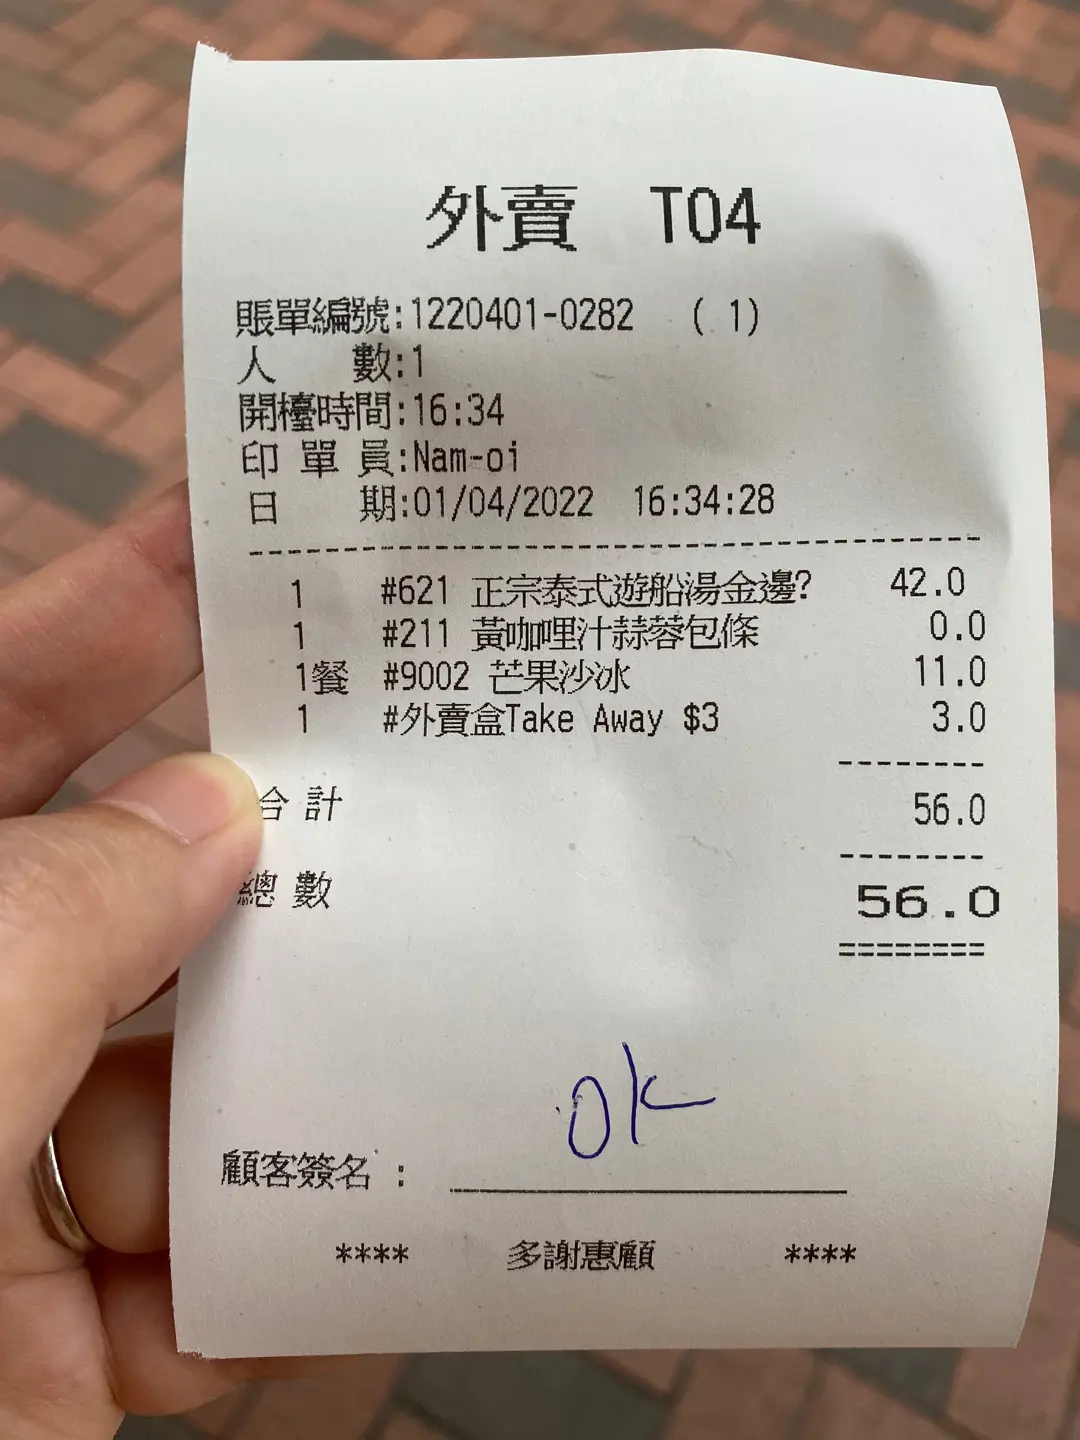 外賣 T04
賬單編號:1220401-0282 ( 1)
人 數:1
開檯時間:16:34
印 單 員:Nam-oi
日 期:01/04/2022 16:34:28
1 #621 正宗泰式遊船湯金邊? 42.0
1 #211 黃咖哩汁蒜蓉包條 0.0
1餐 #9002 芒果沙冰 11.0
1 #外賣盒Take Away $3 3.0
合 計 56.0
總 數 56.0
========
OK
顧客簽名 :
**** 多謝惠顧 ****